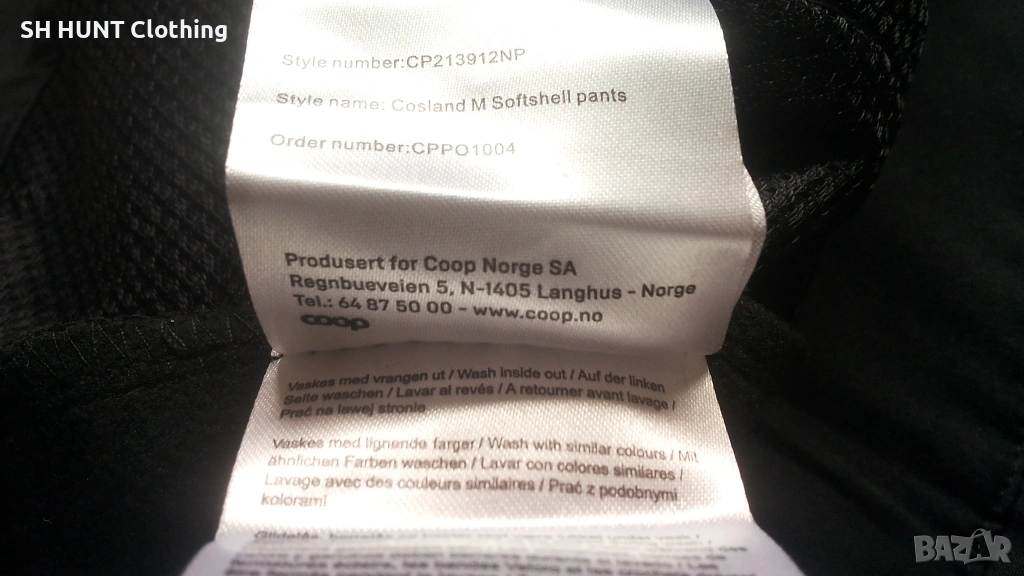 SH HUNT Clothing
Style number:CP213912NP
Style name: Cosland M Softshell pants
Order number:CPPO1004
Produsert for Coop Norge SA
Regnbueveien 5, N-1405 Langhus - Norge
Tel.: 64 87 50 00 - www.coop.no
coop
Vaskes med vrangen ut / Wash inside out / Auf der linken
Seite waschen / Lavar al revés / A retourner avant lavage /
Prać na lewej stronie
Vaskes med lignende farger / Wash with similar colours / Mit
ähnlichen Farben waschen / Lavar con colores similares /
Lavage avec des couleurs similaires / Prać z podobnymi
kolorami
BAZAR